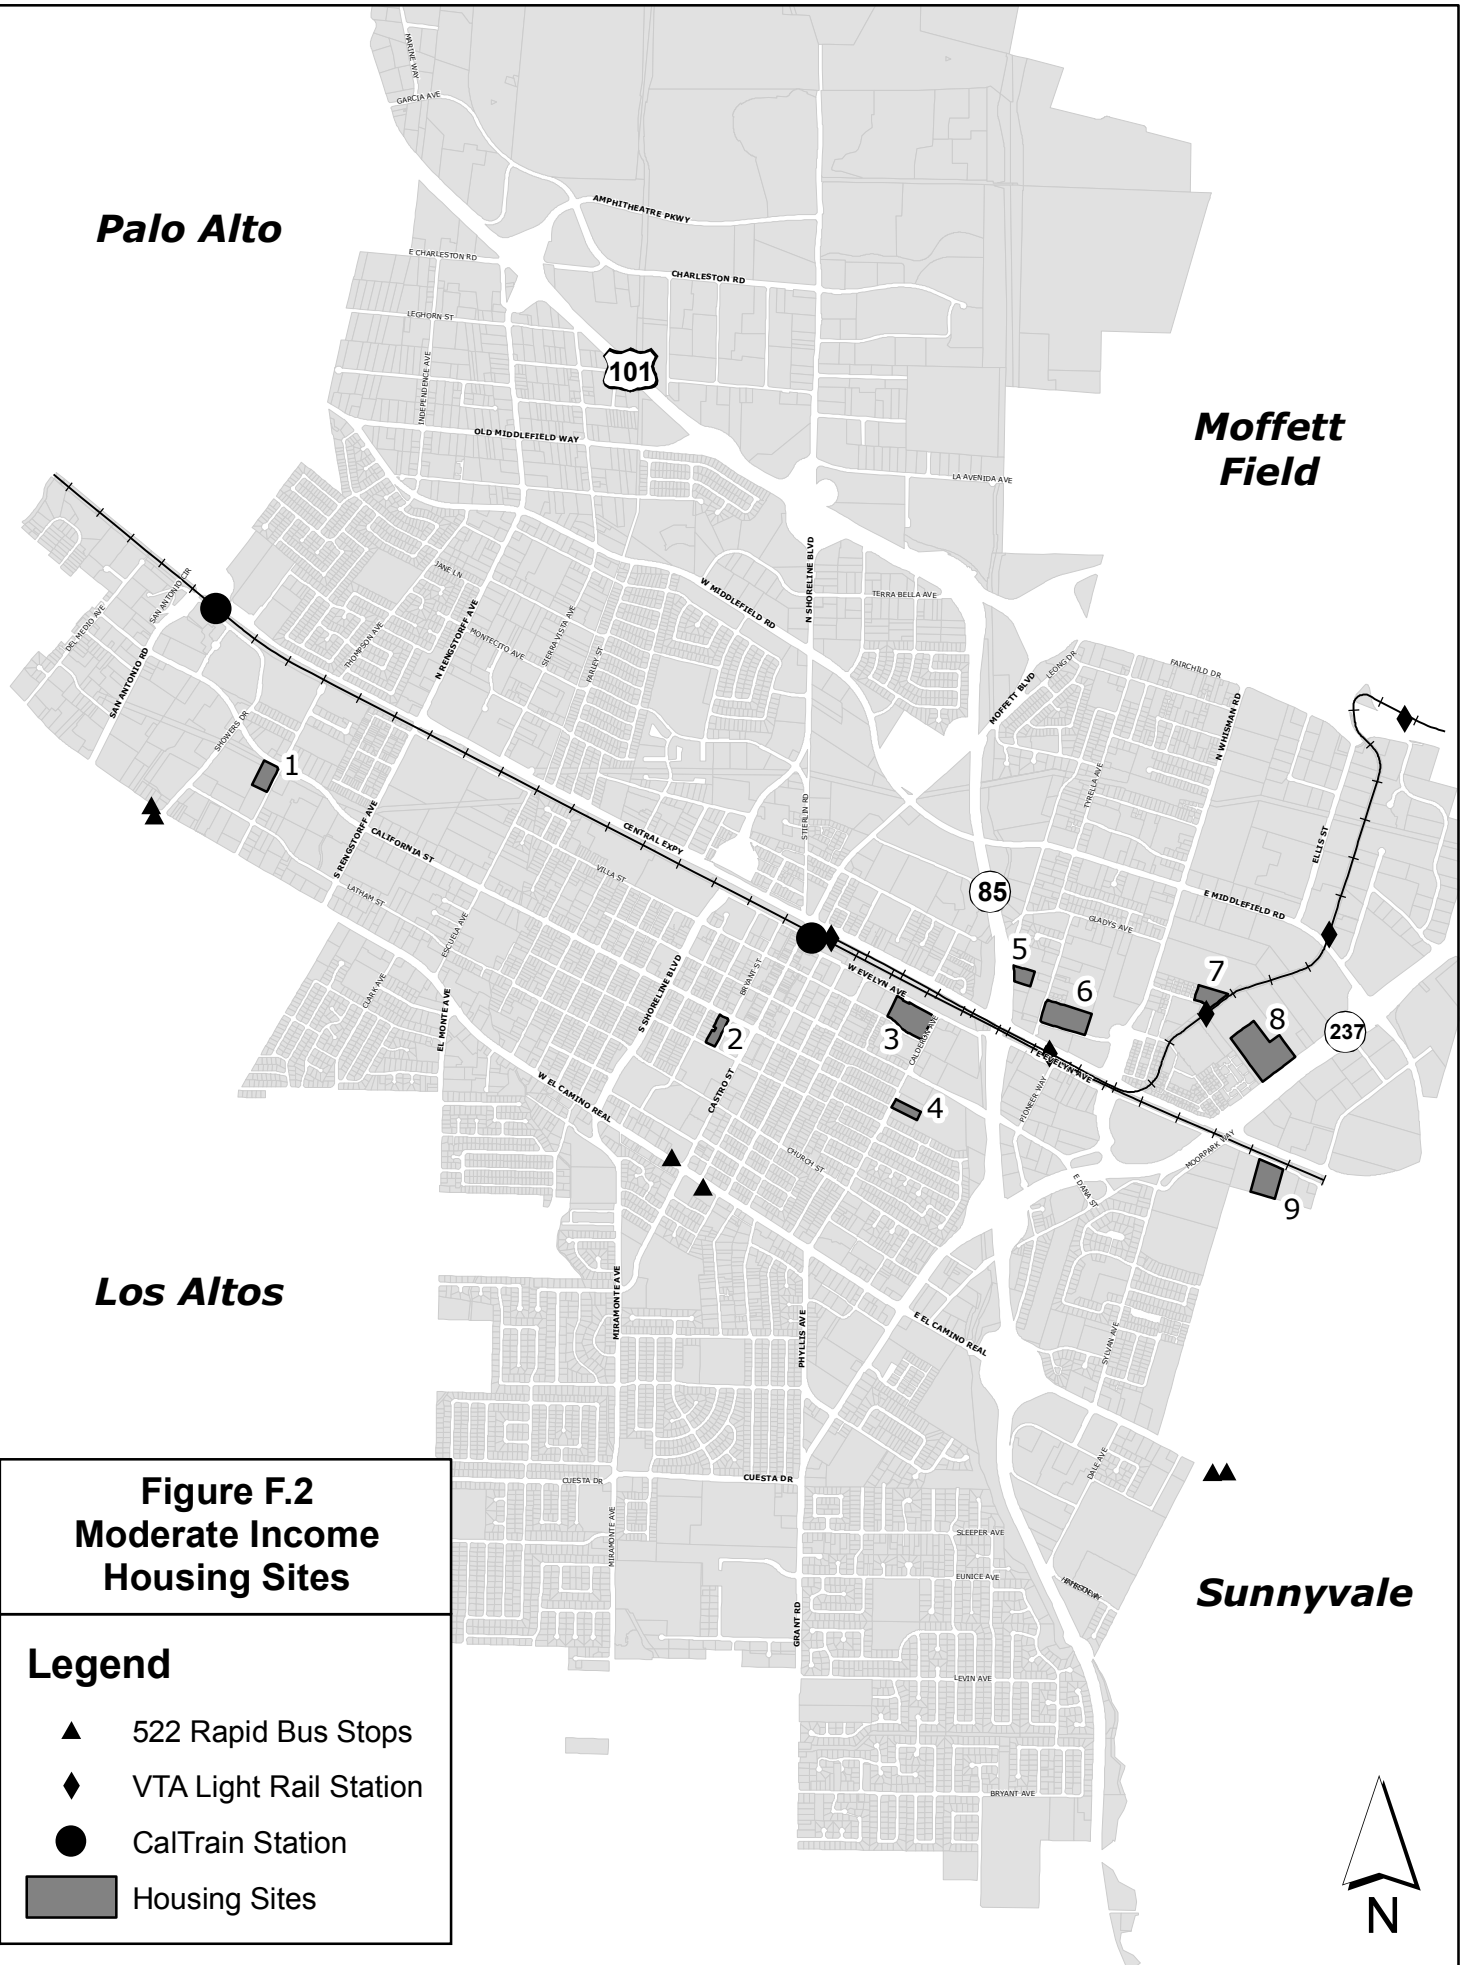 MARINE WAY
GARCIA AVE
AMPHITHEATRE PKWY
Palo Alto
E CHARLESTON RD
CHARLESTON RD
LEGHORN ST
INDEPENDENCE AVE
101
OLD MIDDLEFIELD WAY
Moffett
Field
LA AVENIDA AVE
JANE LN
SAN ANTONIO CIR
DEL MEDIO AVE
THOMPSON AVE
N RENGSTORFF AVE
MONTECITO AVE
SIERRA VISTA AVE
FARLEY ST
W MIDDLEFIELD RD
N SHORELINE BLVD
TERRA BELLA AVE
SAN ANTONIO RD
SHOWERS DR
MOFFETT BLVD
LEONG DR
FAIRCHILD DR
N WHISMAN RD
1
TYRELLA AVE
STIERLIN RD
CENTRAL EXPY
S RENGSTORFF AVE
CALIFORNIA ST
VILLA ST
LATHAM ST
ESCUELA AVE
ELLIS ST
85
E MIDDLEFIELD RD
GLADYS AVE
CLARK AVE
EL MONTE AVE
S SHORELINE BLVD
BRYANT ST
W EVELYN AVE
5
6
7
8
237
2
3
CALDERON AVE
E EVELYN AVE
W EL CAMINO REAL
CASTRO ST
4
PIONEER WAY
CHURCH ST
MOORPARK WAY
E DANA ST
9
Los Altos
MIRAMONTE AVE
PHYLLIS AVE
E EL CAMINO REAL
SYLVAN AVE
DALE AVE
CUESTA DR
CUESTA DR
MIRAMONTE AVE
SLEEPER AVE
EUNICE AVE
Sunnyvale
GRANT RD
LEVIN AVE
BRYANT AVE
Figure F.2
Moderate Income
Housing Sites
Legend
522 Rapid Bus Stops
VTA Light Rail Station
CalTrain Station
Housing Sites
N